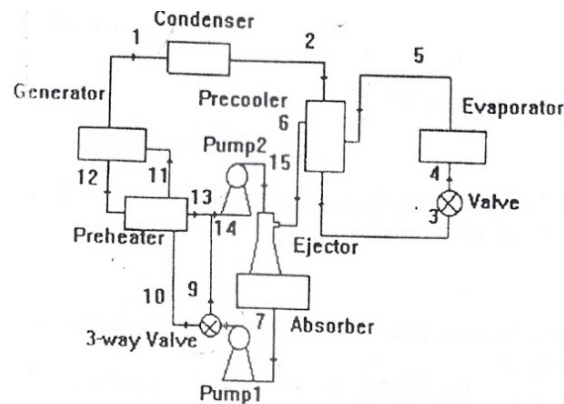 Condenser
1
2
5
Generator
Precooler
6
Evaporator
Pump2
15
12
11
13
4
3
Valve
14
Preheater
Ejector
10
9
7
Absorber
3-way Valve
Pump1